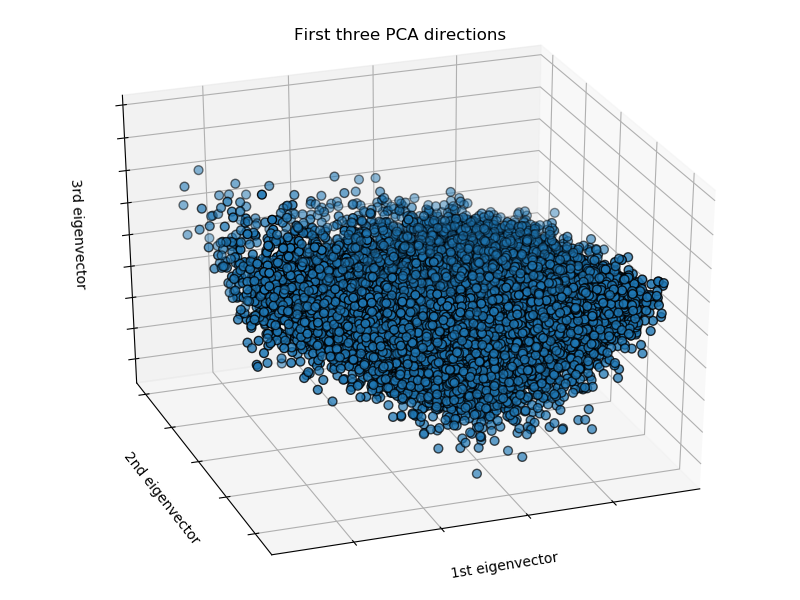 First three PCA directions
3rd eigenvector
2nd eigenvector
1st eigenvector